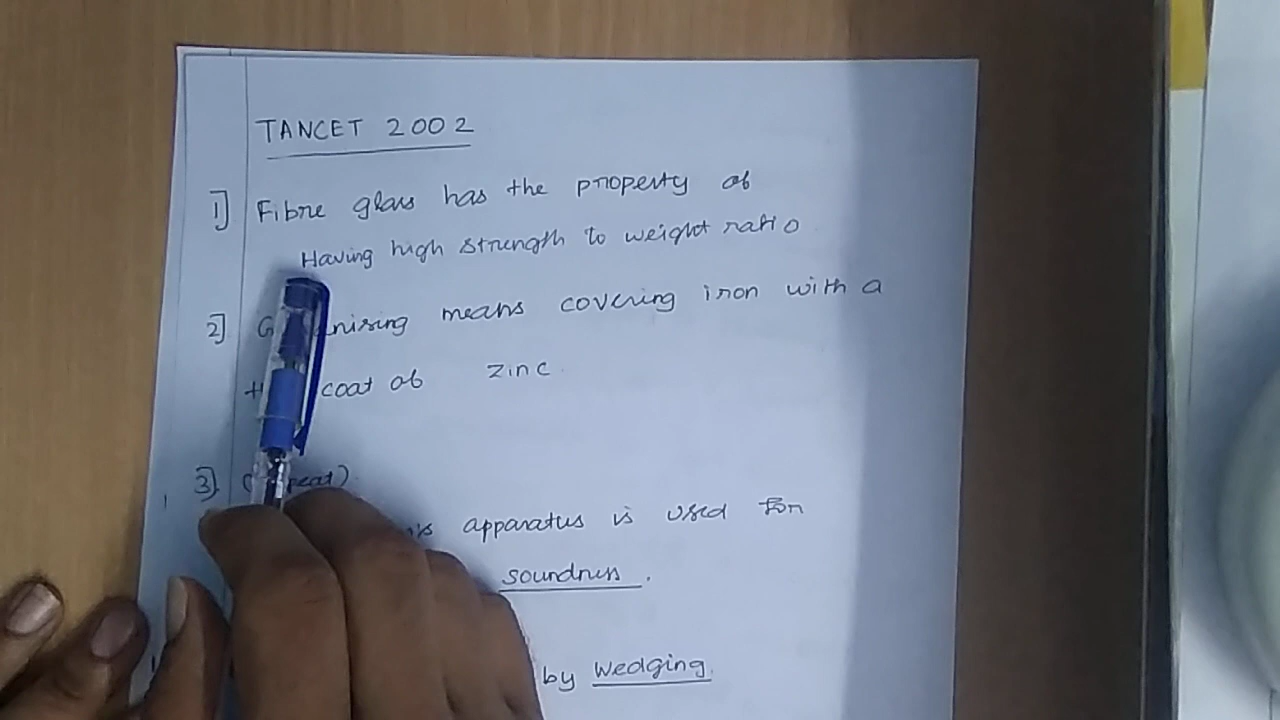 TANCET 2002
1] Fibre glass has the property of
Having high strength to weight ratio
2] means covering iron with a
coat of zinc.
3]
apparatus is used for
soundness.
by Wedging.